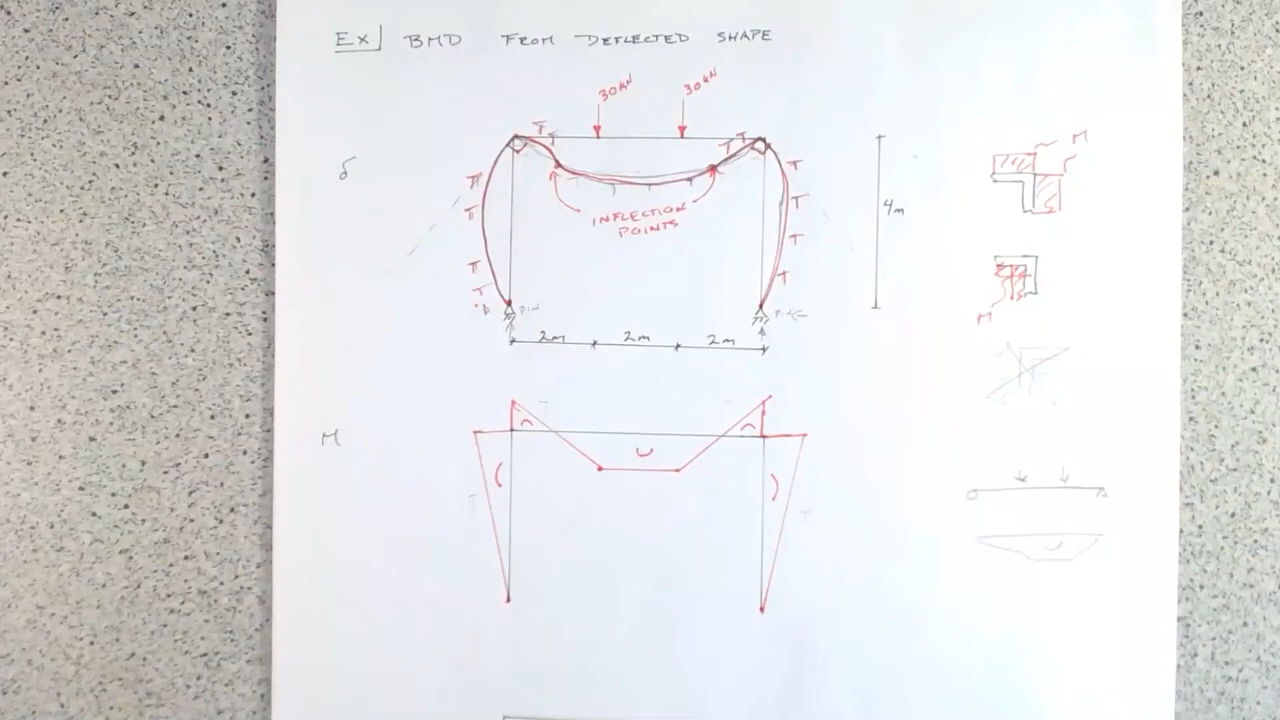 Ex] BMD FROM DEFLECTED SHAPE
30kN 30kN
T T T T
δ
M
T T
T T
INFLECTION
POINTS
4m
T T
T T
PIN
2m 2m 2m
M
M
T
T T